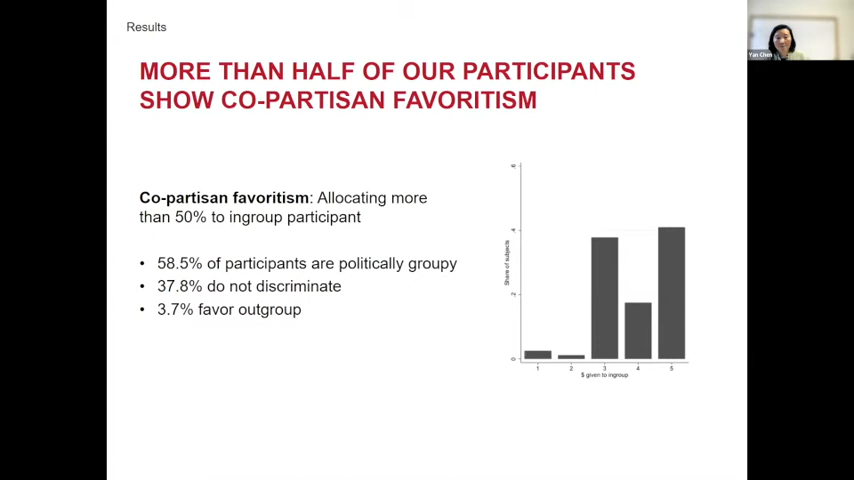 Results
MORE THAN HALF OF OUR PARTICIPANTS
SHOW CO-PARTISAN FAVORITISM
Co-partisan favoritism: Allocating more
than 50% to ingroup participant
• 58.5% of participants are politically groupy
• 37.8% do not discriminate
• 3.7% favor outgroup
.6
.4
.2
0
Share of subjects
1 2 3 4 5
$ given to ingroup
Yan Chen